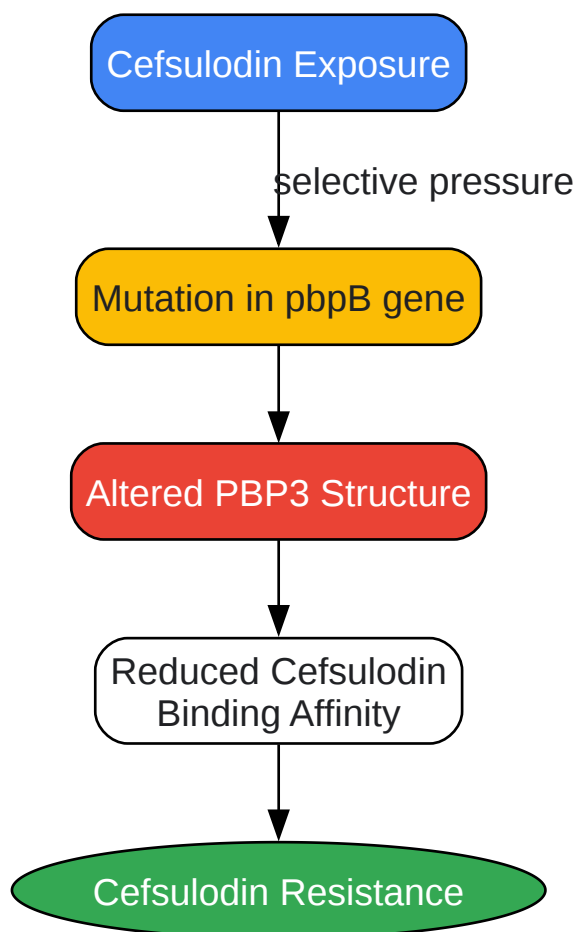 Cefsulodin Exposure
selective pressure
Mutation in pbpB gene
Altered PBP3 Structure
Reduced Cefsulodin
Binding Affinity
Cefsulodin Resistance